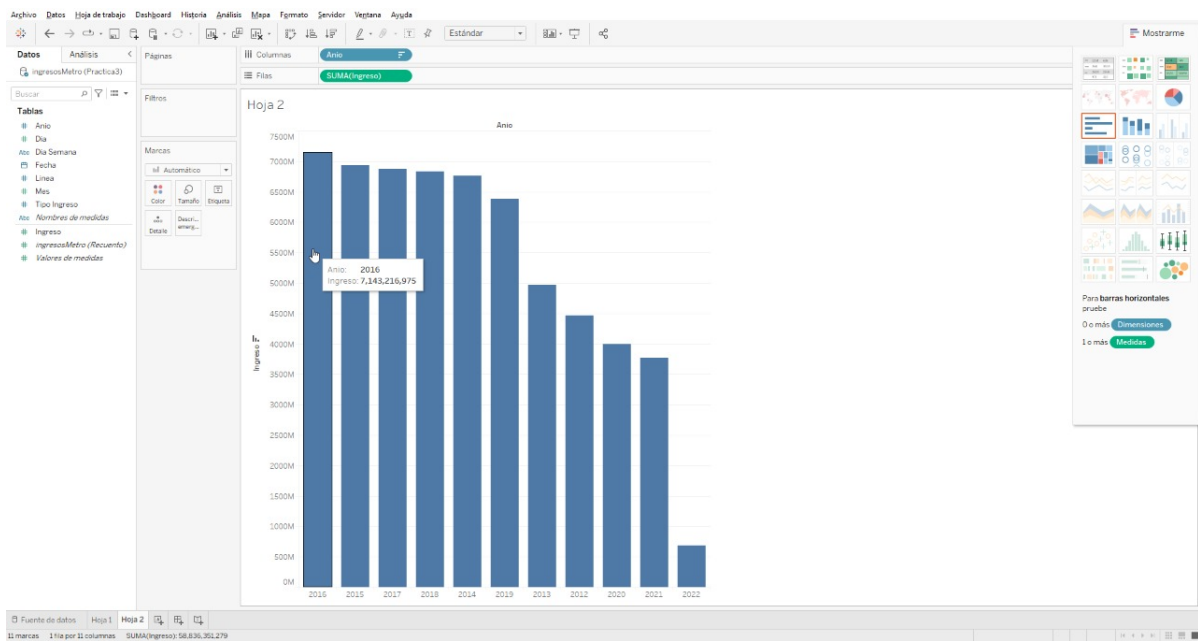 Archivo Datos Hoja de trabajo Dashboard Historia Análisis Mapa Formato Servidor Ventana Ayuda
Estándar
Mostrarme
Datos Análisis
Páginas
Columnas Anio
ingresosMetro (Practica3)
Filas SUMA(Ingreso)
Buscar
Filtros
Hoja 2
Tablas
Anio
Dia
Abc Dia Semana
Fecha
Linea
Mes
Tipo Ingreso
Abc Nombres de medidas
Ingreso
ingresosMetro (Recuento)
Valores de medidas
Marcas
Automático
Color Tamaño Etiqueta
Detalle Descri... emerg...
Anio
7500M
7000M
6500M
6000M
5500M
5000M
4500M
4000M
3500M
3000M
2500M
2000M
1500M
1000M
500M
0M
Ingreso
Anio: 2016
Ingreso: 7,143,216,975
2016 2015 2017 2018 2014 2019 2013 2012 2020 2021 2022
Para barras horizontales
pruebe
0 o más Dimensiones
1 o más Medidas
Fuente de datos Hoja 1 Hoja 2
11 marcas 1 fila por 11 columnas SUMA(Ingreso): 58,836,351,279